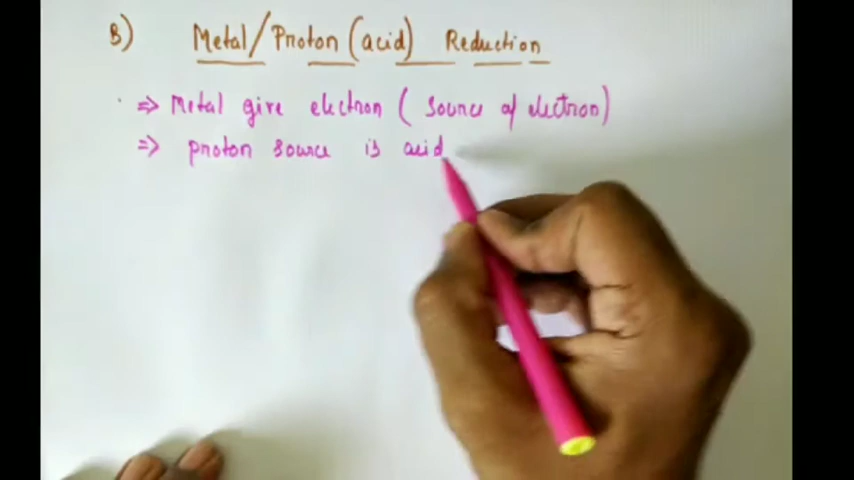 B) Metal/Proton (acid) Reduction
⇒ Metal give electron ( source of electron)
⇒ proton source is acid